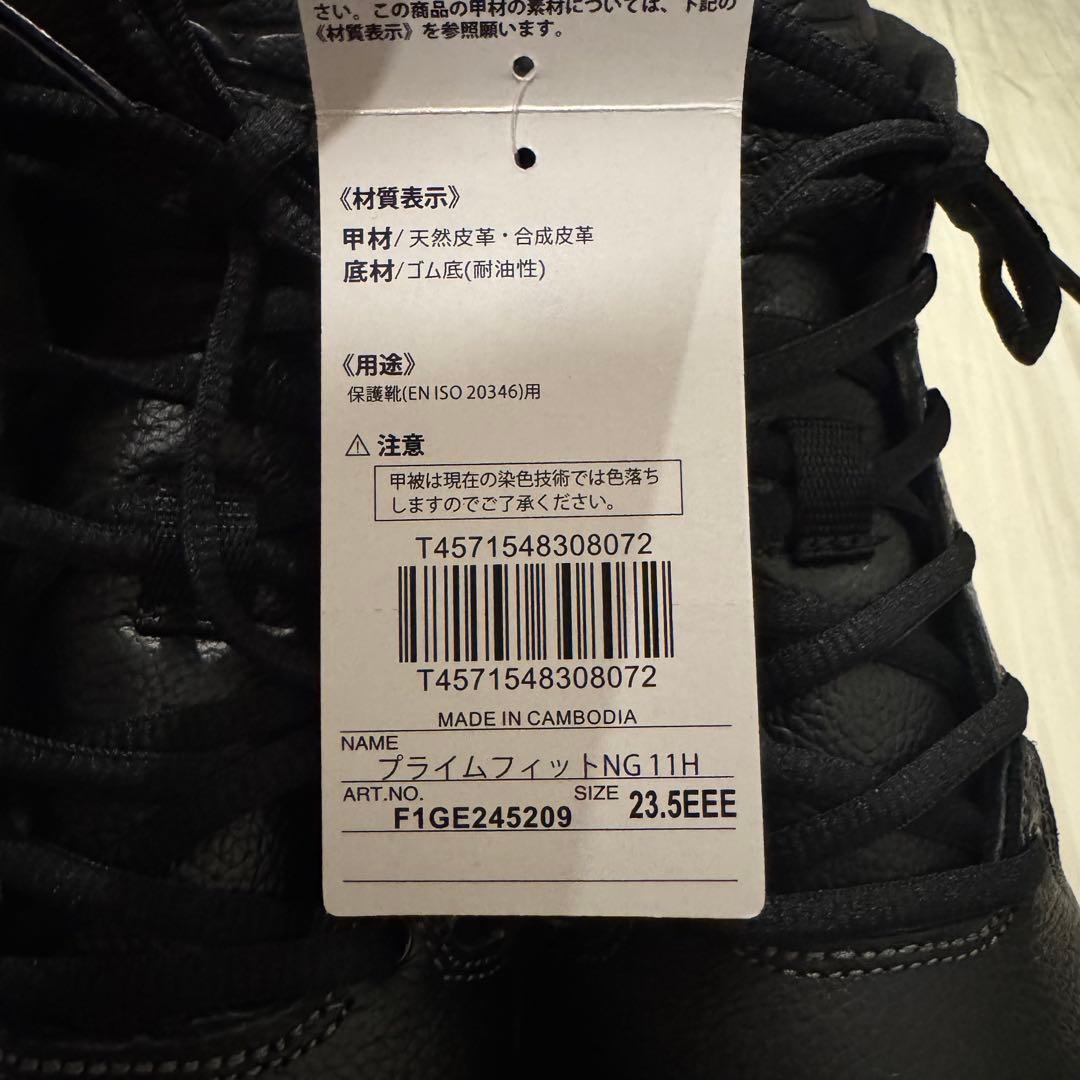 さい。この商品の甲材の素材については、下記の
《材質表示》を参照願います。
《材質表示》
甲材/天然皮革・合成皮革
底材/ゴム底(耐油性)
《用途》
保護靴(EN ISO 20346)用
⚠ 注意
甲被は現在の染色技術では色落ち
しますのでご了承ください。
T4571548308072
T4571548308072
MADE IN CAMBODIA
NAME
プライムフィットNG 11H
ART.NO.
F1GE245209
SIZE
23.5EEE